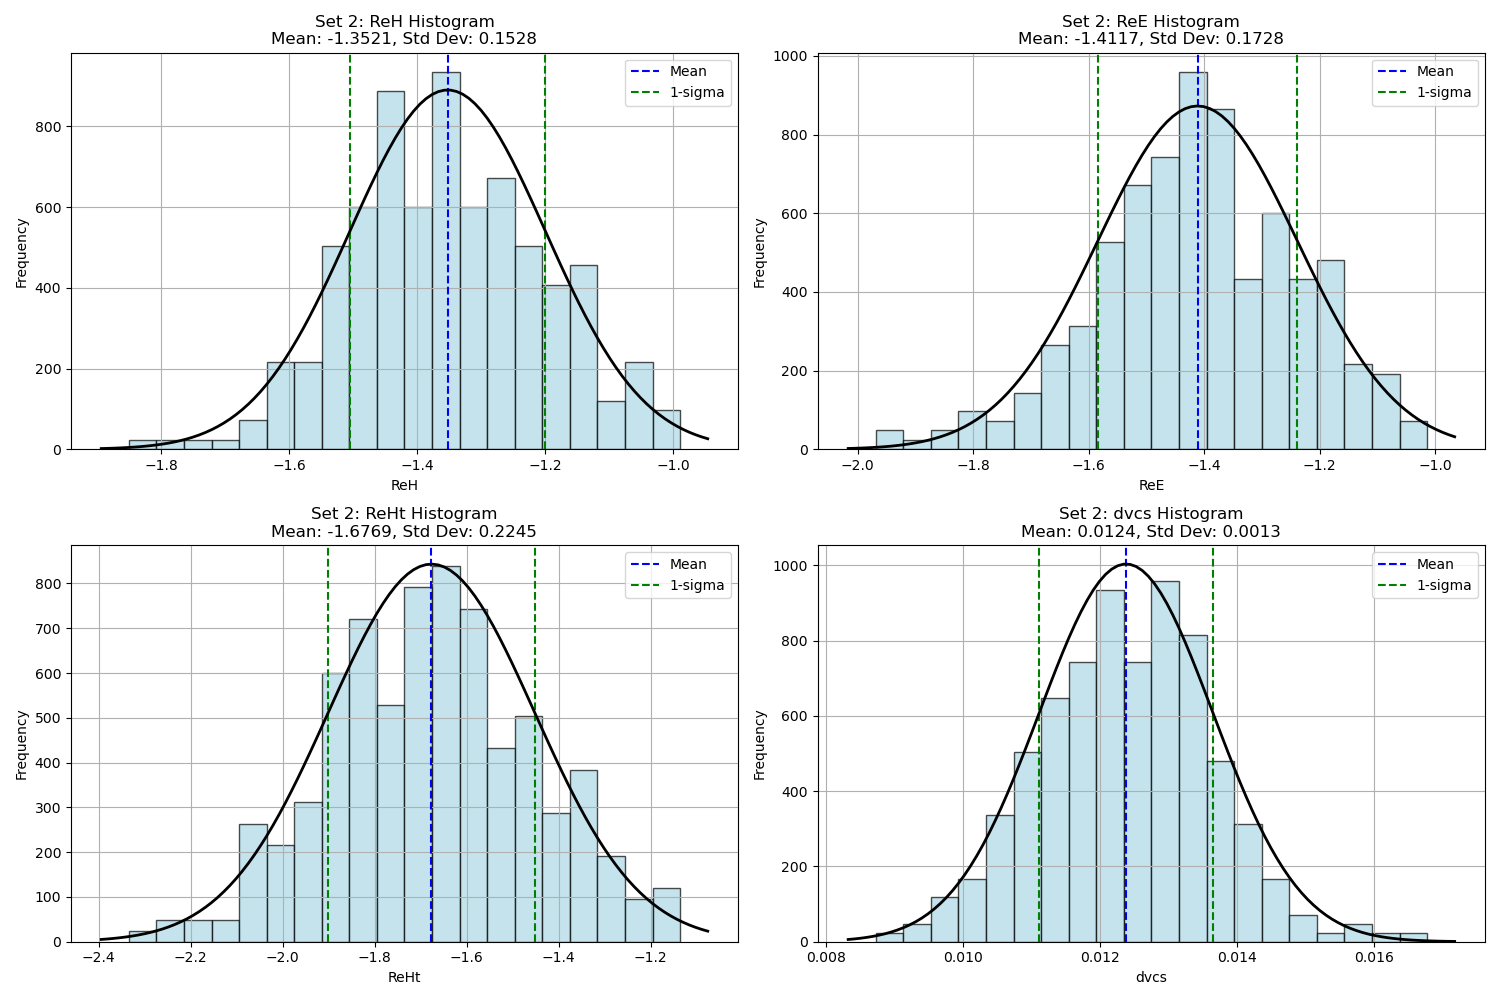 Set 2: ReH Histogram
Mean: -1.3521, Std Dev: 0.1528
Mean
1-sigma
Frequency
800
600
400
200
0
−1.8
−1.6
−1.4
−1.2
−1.0
ReH
Set 2: ReE Histogram
Mean: -1.4117, Std Dev: 0.1728
Mean
1-sigma
Frequency
1000
800
600
400
200
0
−2.0
−1.8
−1.6
−1.4
−1.2
−1.0
ReE
Set 2: ReHt Histogram
Mean: -1.6769, Std Dev: 0.2245
Mean
1-sigma
Frequency
800
700
600
500
400
300
200
100
0
−2.4
−2.2
−2.0
−1.8
−1.6
−1.4
−1.2
ReHt
Set 2: dvcs Histogram
Mean: 0.0124, Std Dev: 0.0013
Mean
1-sigma
Frequency
1000
800
600
400
200
0
0.008
0.010
0.012
0.014
0.016
dvcs